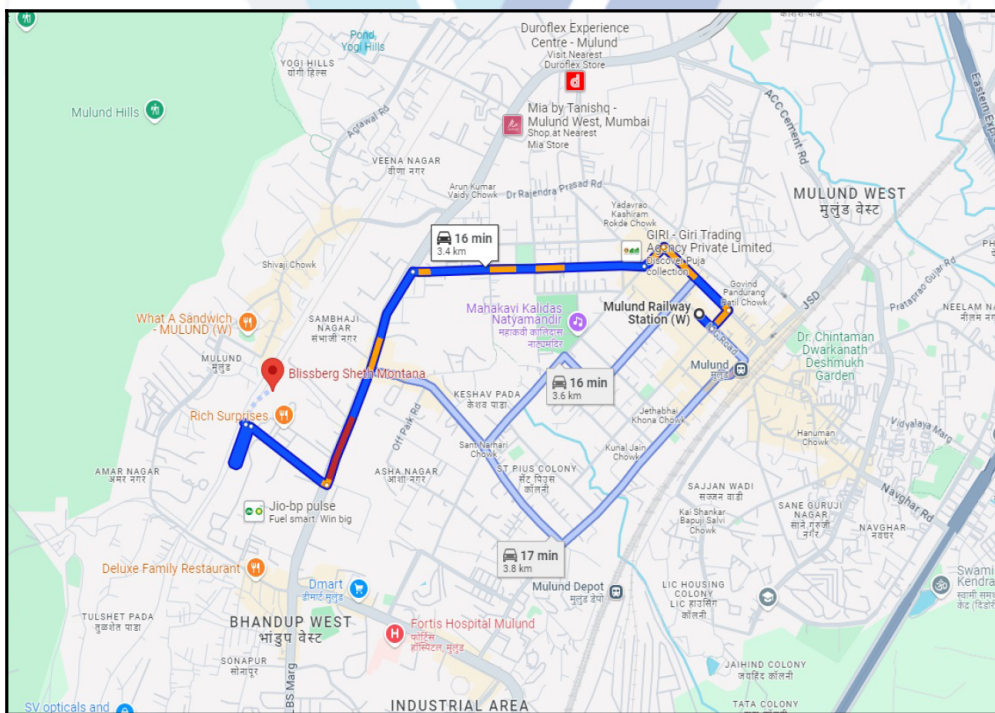 Pond,
Yogi Hills
YOGI HILLS
योगी हिल्स
Mulund Hills
Agrawal Rd
Duroflex Experience
Centre - Mulund
Visit Nearest
Duroflex Store
d
Mia by Tanishq -
Mulund West, Mumbai
Shop at Nearest
Mia Store
ACC Cement Rd
Eastern Exp
VEENA NAGAR
वीणा नगर
Arun Kumar
Vaidy Chowk
Dr Rajendra Prasad Rd
MULUND WEST
मुलुंड वेस्ट
Yadavrao
Kashiram
Rokde Chowk
GIRI - Giri Trading
Agency Private Limited
Discover Puja
collection
16 min
3.4 km
Shivaji Chowk
Govind
Pandurang
Batil Chowk
JSD
Prataprao Gujar Rd
NEELAM NA
नीलम नग
Mulund Railway
Station (W)
Mahakavi Kalidas
Natyamandir
महाकवी कालिदास
नाट्यमंदिर
What A Sandwich
- MULUND (W)
SAMBHAJI
NAGAR
संभाजी नगर
MULUND
मुलुंड
Blissberg Sheth Montana
Rich Surprises
Mulund
मुलुंड
Dr. Chintaman
Dwarkanath
Deshmukh
Garden
16 min
3.6 km
KESHAV PADA
केशव पाडा
Off Paik Rd
Jethabhai
Khona Chowk
Sant Narhari
Chowk
Kunal Jain
Chowk
Hanuman
Chowk
Vidyalaya Marg
AMAR NAGAR
अमर नगर
ASHA NAGAR
आशा नगर
ST PIUS COLONY
सेंट पिउस
कॉलनी
SAJJAN WADI
सज्जन वाडी
SANE GURUJI
NAGAR
साने गुरुजी
नगर
Navghar Rd
NAVGHAR
नवघर
Jio-bp pulse
Fuel smart. Win big
Kai Shankar
Bapuji Salvi
Chowk
17 min
3.8 km
Deluxe Family Restaurant
Dmart
डीमार्ट मुलुंड
Mulund Depot
मुलुंड डेपो
LIC HOUSING
COLONY
LIC हाउसिंग
कॉलनी
Swami
Kendra
स्वामी समर्थ
TULSHET PADA
तुळशेत पाडा
BHANDUP WEST
भांडुप वेस्ट
H
Fortis Hospital Mulund
फोर्टिस
हॉस्पिटल, मुलुंड
SONAPUR
सोनापूर
LBS Marg
JAIHIND COLONY
जयहिंद कॉलनी
SV opticals and
INDUSTRIAL AREA
TATA COLONY